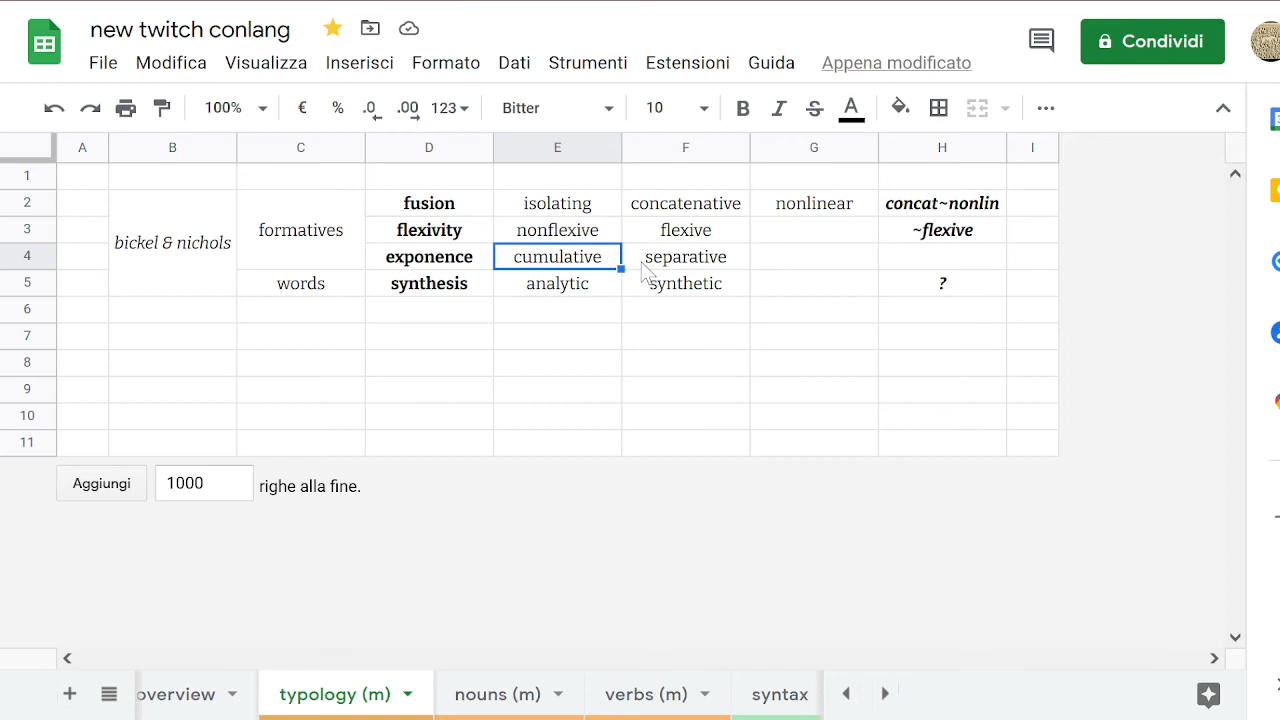 new twitch conlang
File Modifica Visualizza Inserisci Formato Dati Strumenti Estensioni Guida Appena modificato
Condividi
100% € % .0 .00 123 Bitter 10 B I S A
A B C D E F G H I
1
2 fusion isolating concatenative nonlinear concat~nonlin
3 bickel & nichols formatives flexivity nonflexive flexive ~flexive
4 exponence cumulative separative
5 words synthesis analytic synthetic ?
6
7
8
9
10
11
Aggiungi 1000 righe alla fine.
overview typology (m) nouns (m) verbs (m) syntax